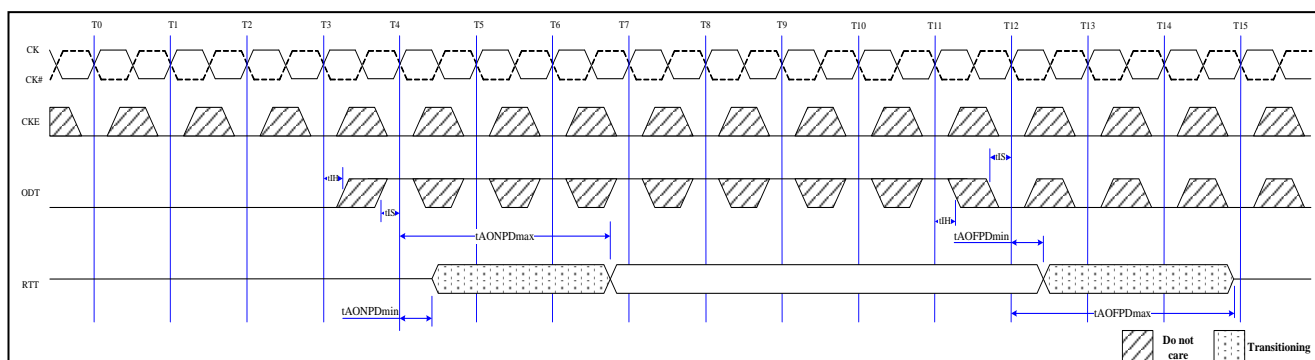 T0 T1 T2 T3 T4 T5 T6 T7 T8 T9 T10 T11 T12 T13 T14 T15
CK
CK#
CKE
tIS
ODT
tIH
tIS
tIH
tAONPDmax
tAOFPDmin
RTT
tAONPDmin
tAOFPDmax
Do not
care
Transitioning